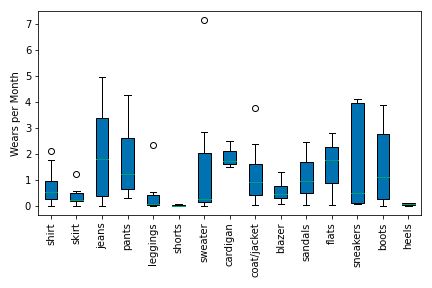 Wears per Month
7
6
5
4
3
2
1
0
shirt
skirt
jeans
pants
leggings
shorts
sweater
cardigan
coat/jacket
blazer
sandals
flats
sneakers
boots
heels